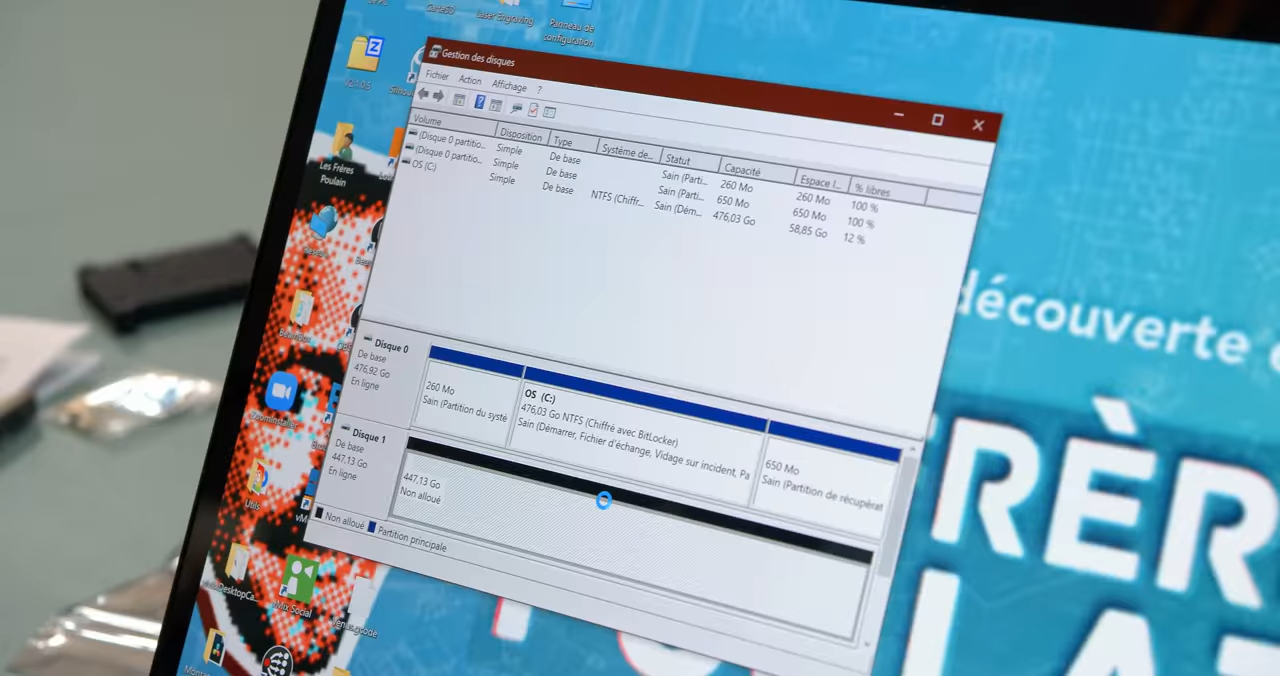 Laser Engraving
Panneau de
configuration
Gestion des disques
Fichier Action Affichage ?
Volume Disposition Type Système de... Statut Capacité Espace l... % libres
(Disque 0 partitio... Simple De base Sain (Parti... 260 Mo 260 Mo 100 %
(Disque 0 partitio... Simple De base Sain (Parti... 650 Mo 650 Mo 100 %
OS (C:) Simple De base NTFS (Chiffr... Sain (Dém... 476,03 Go 58,85 Go 12 %
Les Frères
Poulain
Disque 0
De base
476,92 Go
En ligne
260 Mo
Sain (Partition du systè
OS (C:)
476,03 Go NTFS (Chiffré avec BitLocker)
Sain (Démarrer, Fichier d'échange, Vidage sur incident, Pa
650 Mo
Sain (Partition de récupérat
Disque 1
De base
447,13 Go
En ligne
447,13 Go
Non alloué
Non alloué Partition principale
Utils
vMix Social
Venus.gcode
découverte
RÈR
LAT